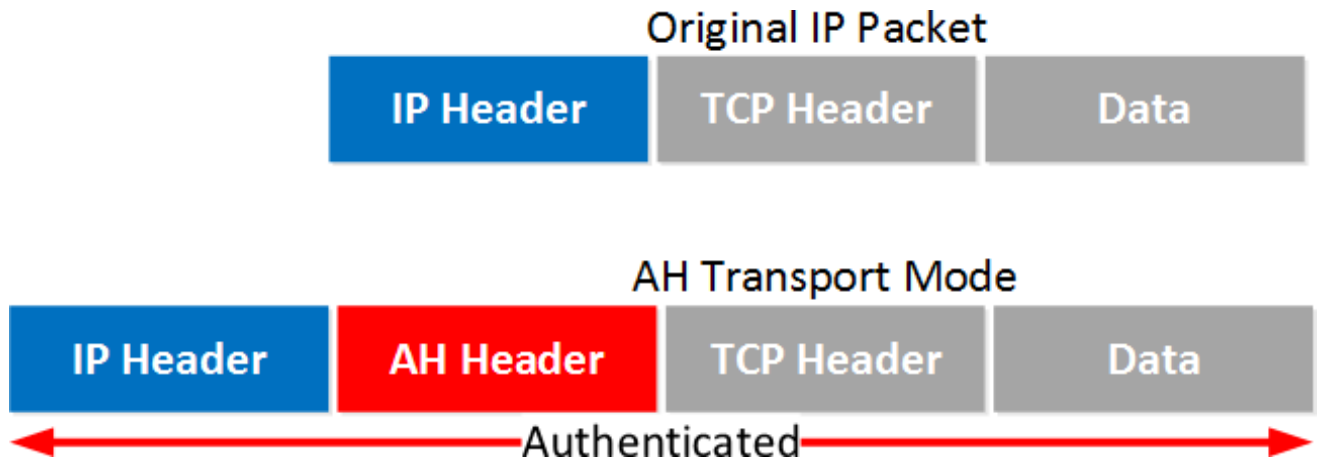 Original IP Packet
IP Header TCP Header Data
AH Transport Mode
IP Header AH Header TCP Header Data
Authenticated